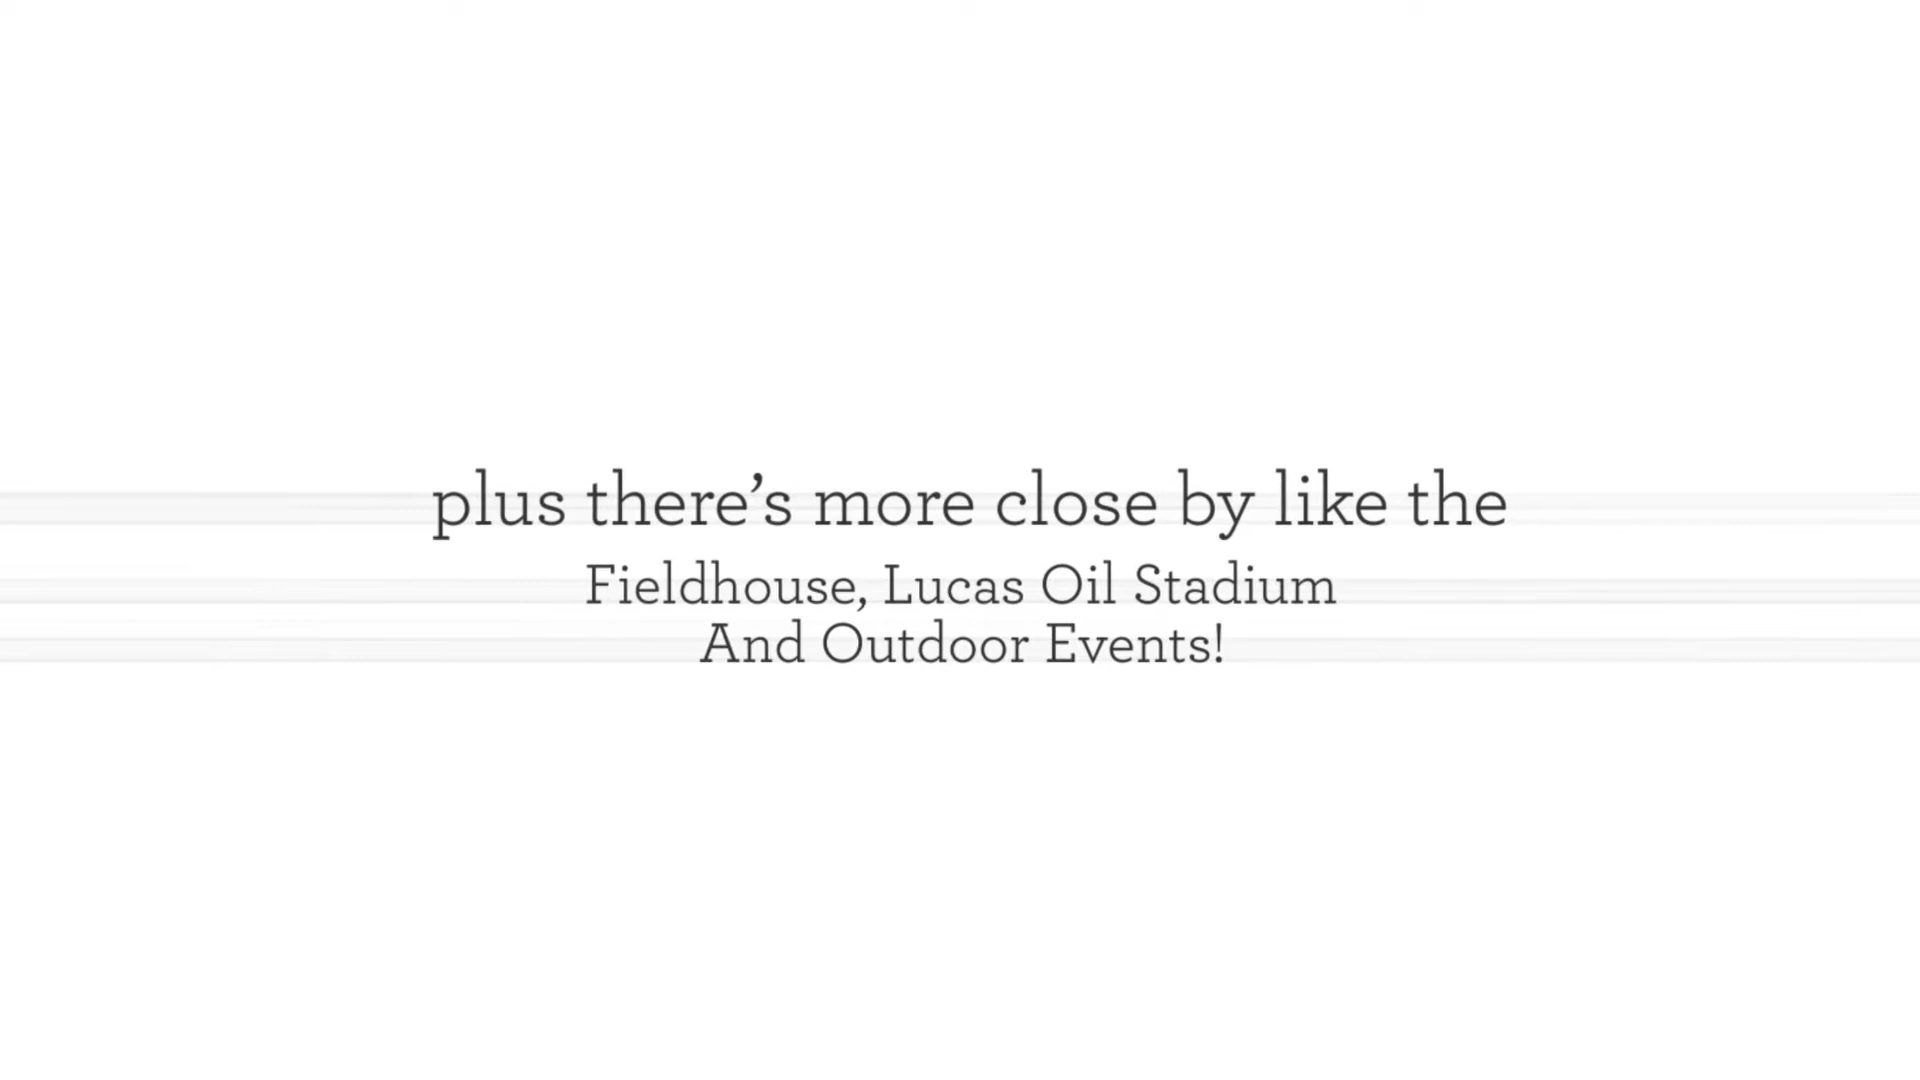 plus there’s more close by like the
Fieldhouse, Lucas Oil Stadium
And Outdoor Events!